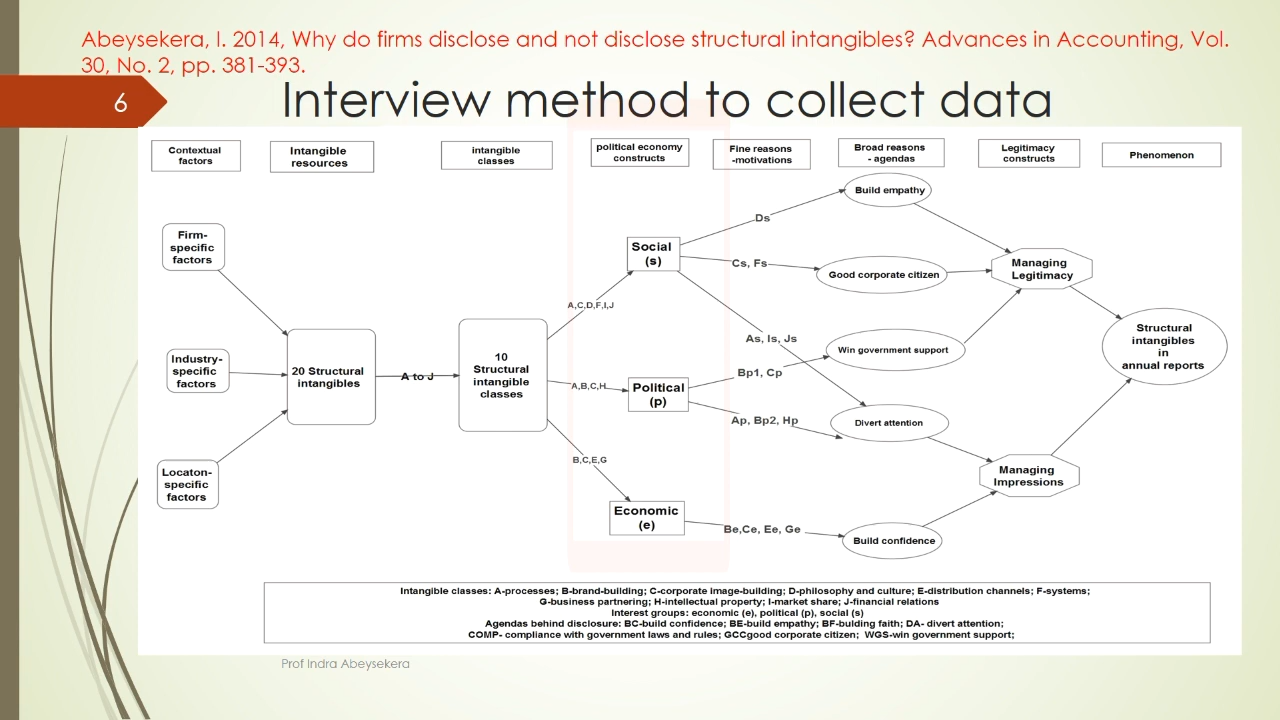 Abeysekera, I. 2014, Why do firms disclose and not disclose structural intangibles? Advances in Accounting, Vol.
30, No. 2, pp. 381-393.
6
Interview method to collect data
Contextual
factors
Intangible
resources
intangible
classes
political economy
constructs
Fine reasons
-motivations
Broad reasons
- agendas
Legitimacy
constructs
Phenomenon
Firm-
specific
factors
Industry-
specific
factors
Locaton-
specific
factors
20 Structural
intangibles
A to J
10
Structural
intangible
classes
A,C,D,F,I,J
A,B,C,H
B,C,E,G
Social
(s)
Political
(p)
Economic
(e)
Ds
Cs, Fs
As, Is, Js
Bp1, Cp
Ap, Bp2, Hp
Be,Ce, Ee, Ge
Build empathy
Good corporate citizen
Win government support
Divert attention
Build confidence
Managing
Legitimacy
Managing
Impressions
Structural
intangibles
in
annual reports
Intangible classes: A-processes; B-brand-building; C-corporate image-building; D-philosophy and culture; E-distribution channels; F-systems;
G-business partnering; H-intellectual property; I-market share; J-financial relations
Interest groups: economic (e), political (p), social (s)
Agendas behind disclosure: BC-build confidence; BE-build empathy; BF-bulding faith; DA- divert attention;
COMP- compliance with government laws and rules; GCCgood corporate citizen;  WGS-win government support;
Prof Indra Abeysekera